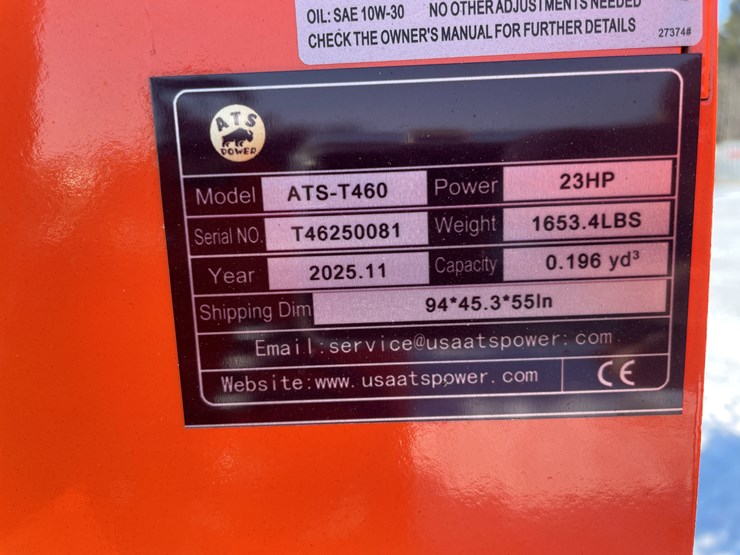 OIL: SAE 10W-30 NO OTHER ADJUSTMENTS NEEDED
CHECK THE OWNER'S MANUAL FOR FURTHER DETAILS 27374#
ATS
POWER
Model ATS-T460 Power 23HP
Serial NO. T46250081 Weight 1653.4LBS
Year 2025.11 Capacity 0.196 yd³
Shipping Dim 94*45.3*55In
Email:service@usaatspower.com
Website:www.usaatspower.com CE